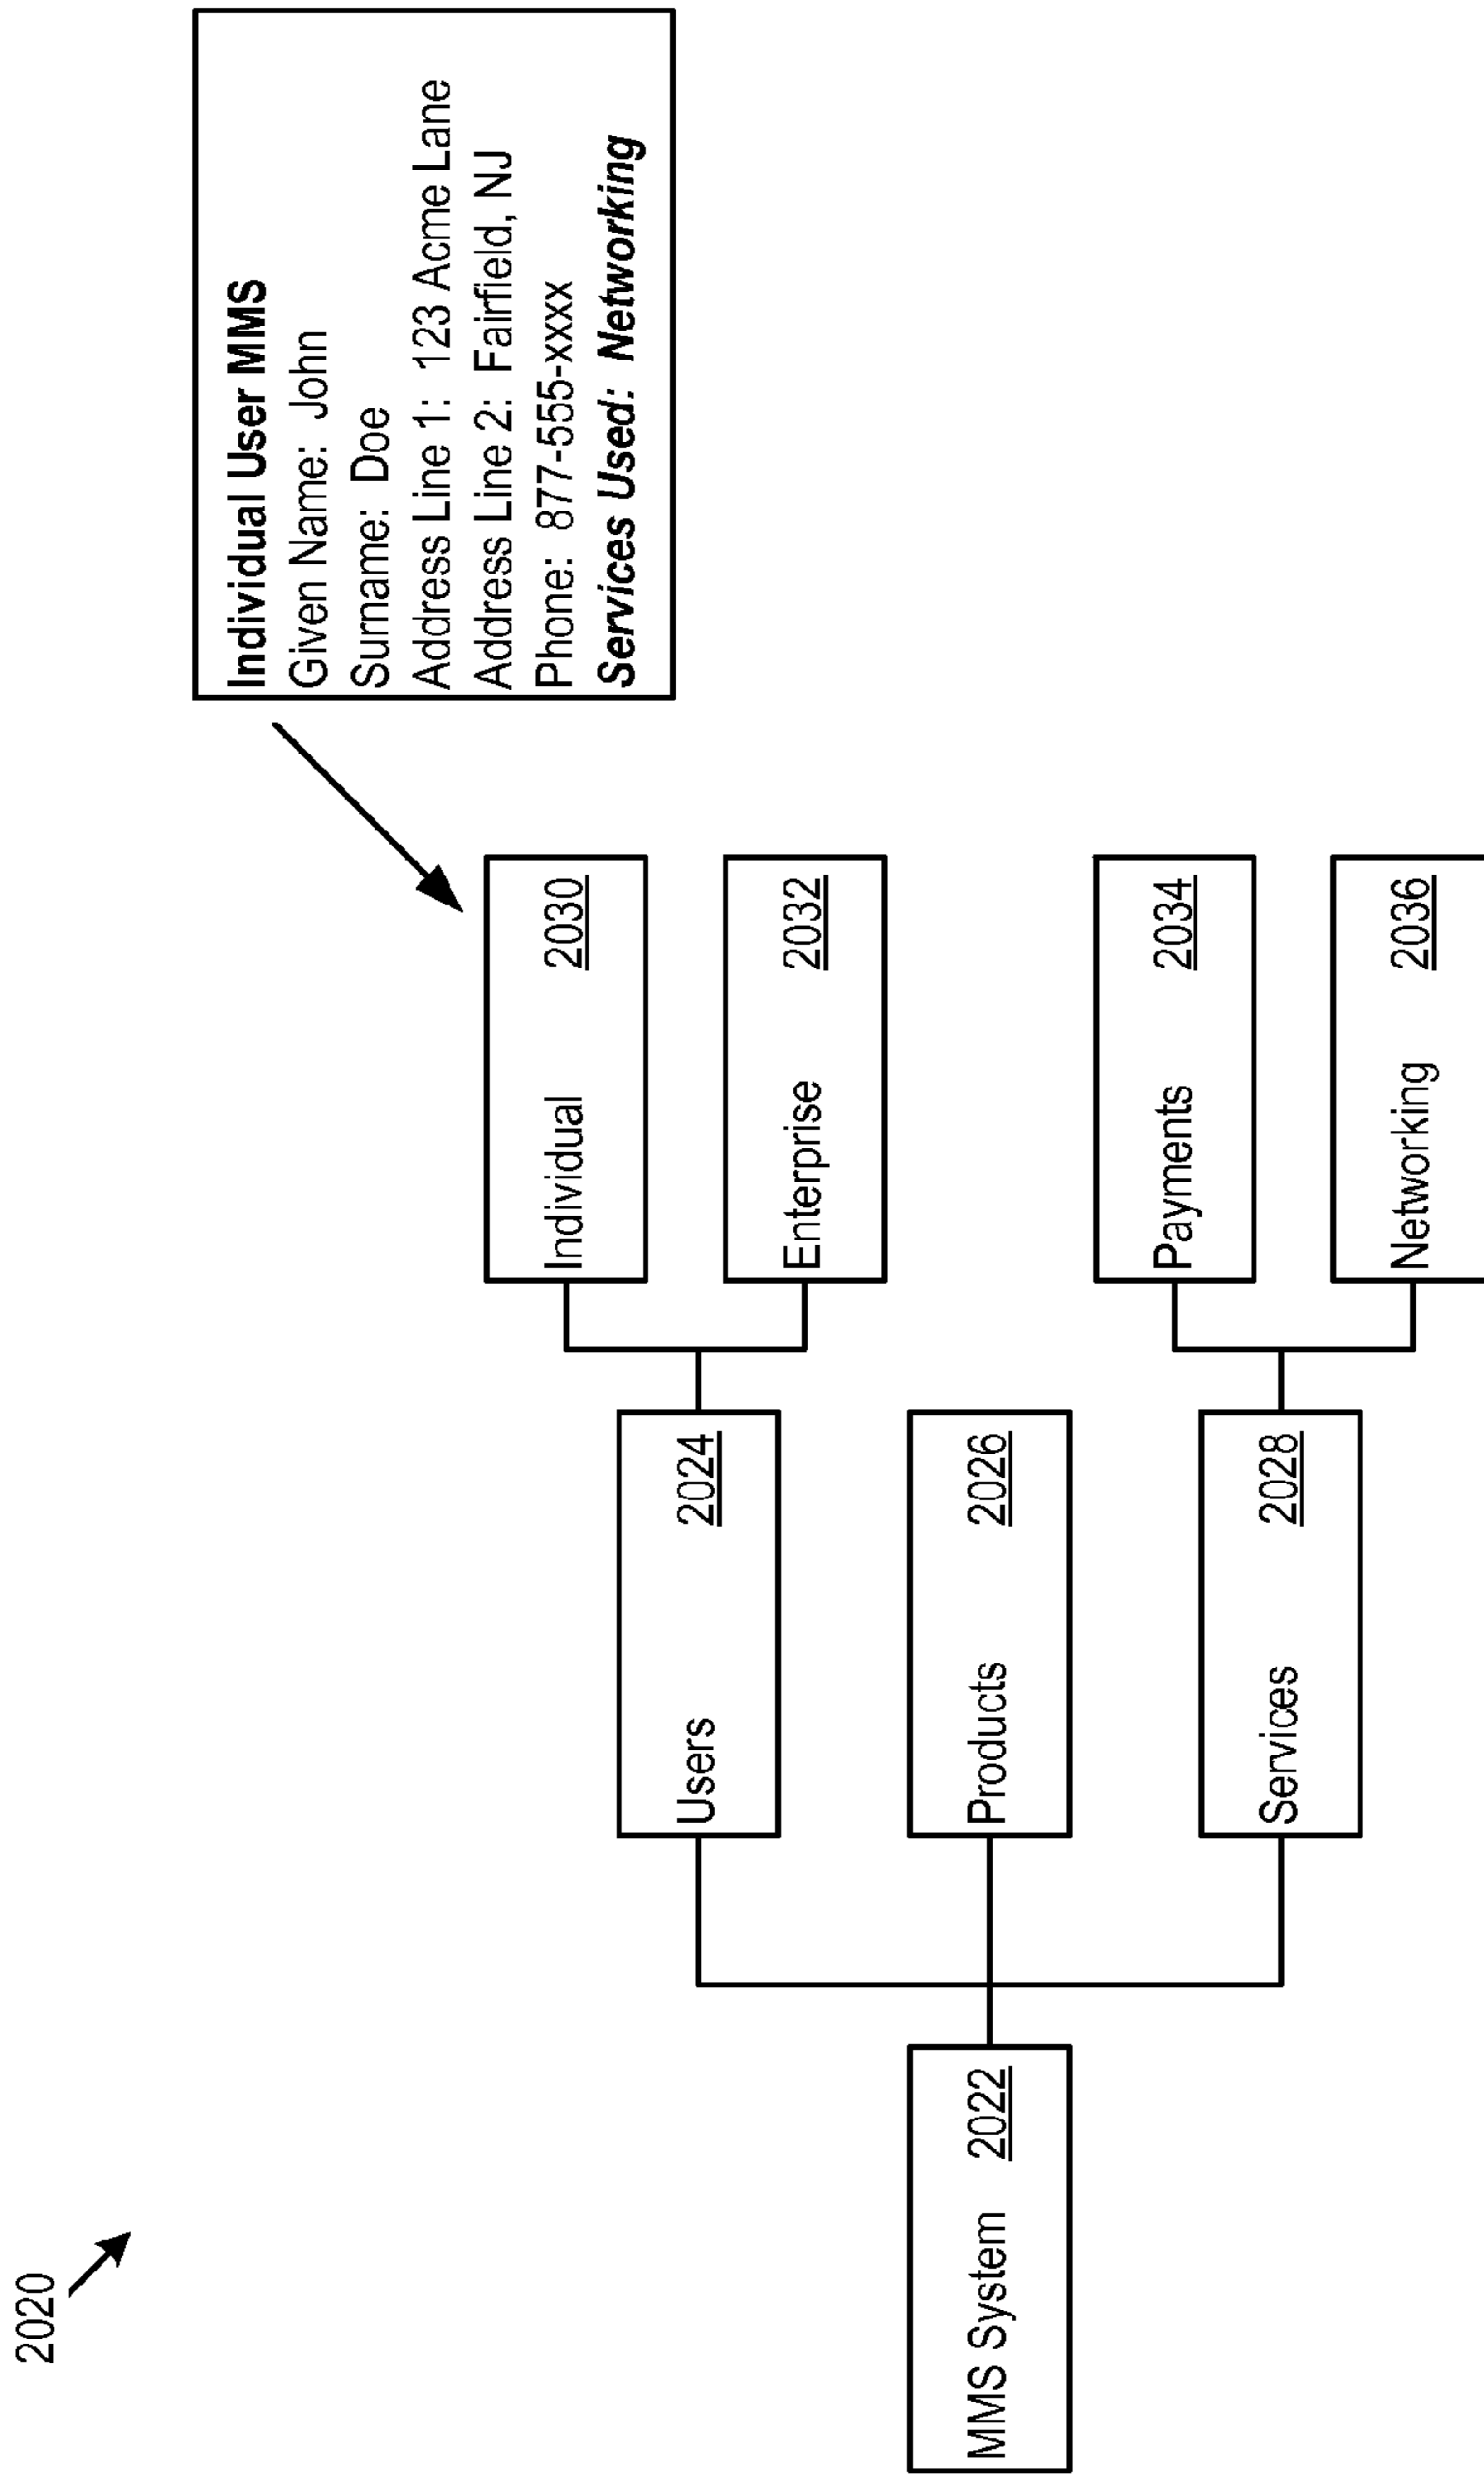 2020
Individual User MMS
Given Name: John
Surname: Doe
Address Line 1: 123 Acme Lane
Address Line 2: Fairfield, NJ
Phone: 877-555-xxxx
Services Used: Networking
Individual 2030
Users 2024
Enterprise 2032
MMS System 2022
Products 2026
Payments 2034
Services 2028
Networking 2036